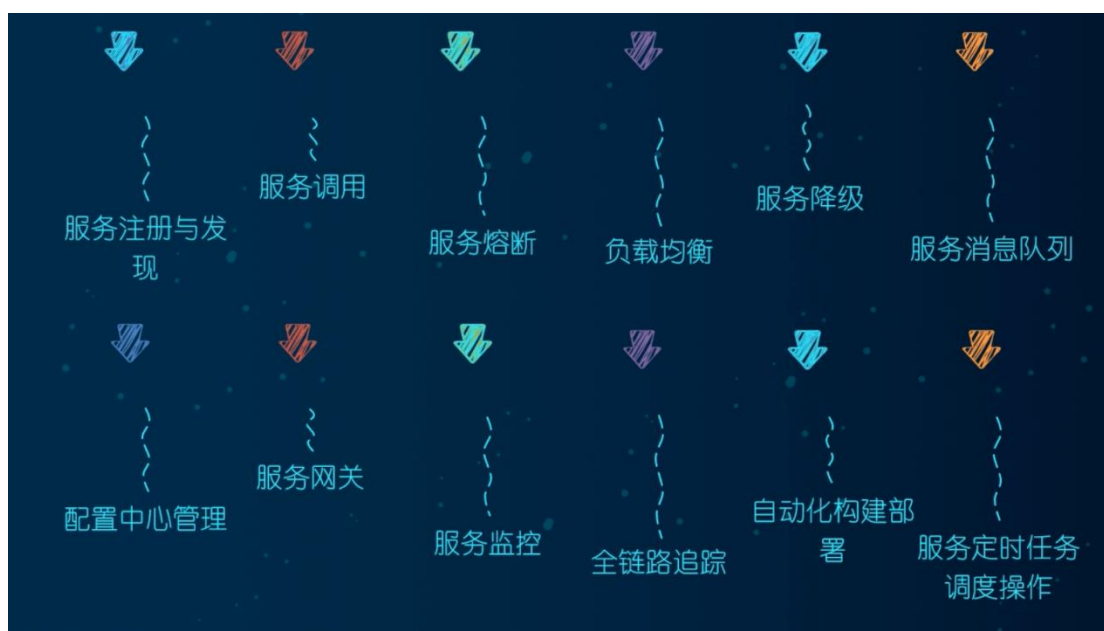 服务注册与发
现
服务调用
服务熔断
负载均衡
服务降级
服务消息队列
配置中心管理
服务网关
服务监控
全链路追踪
自动化构建部
署
服务定时任务
调度操作